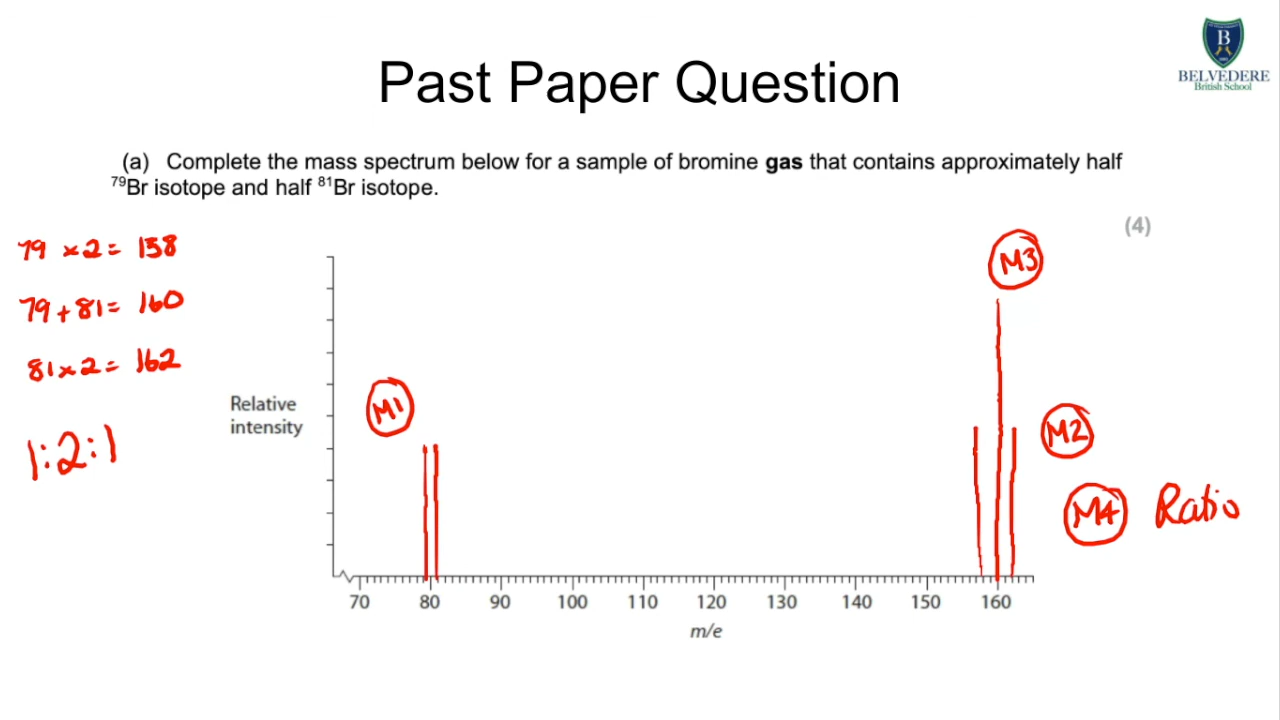 B
BELVEDERE
British School
Past Paper Question
(a) Complete the mass spectrum below for a sample of bromine gas that contains approximately half
⁷⁹Br isotope and half ⁸¹Br isotope.
(4)
79 × 2 = 158
79 + 81 = 160
81 × 2 = 162
1:2:1
M3
M1
Relative
intensity
M2
M4 Ratio
70 80 90 100 110 120 130 140 150 160
m/e